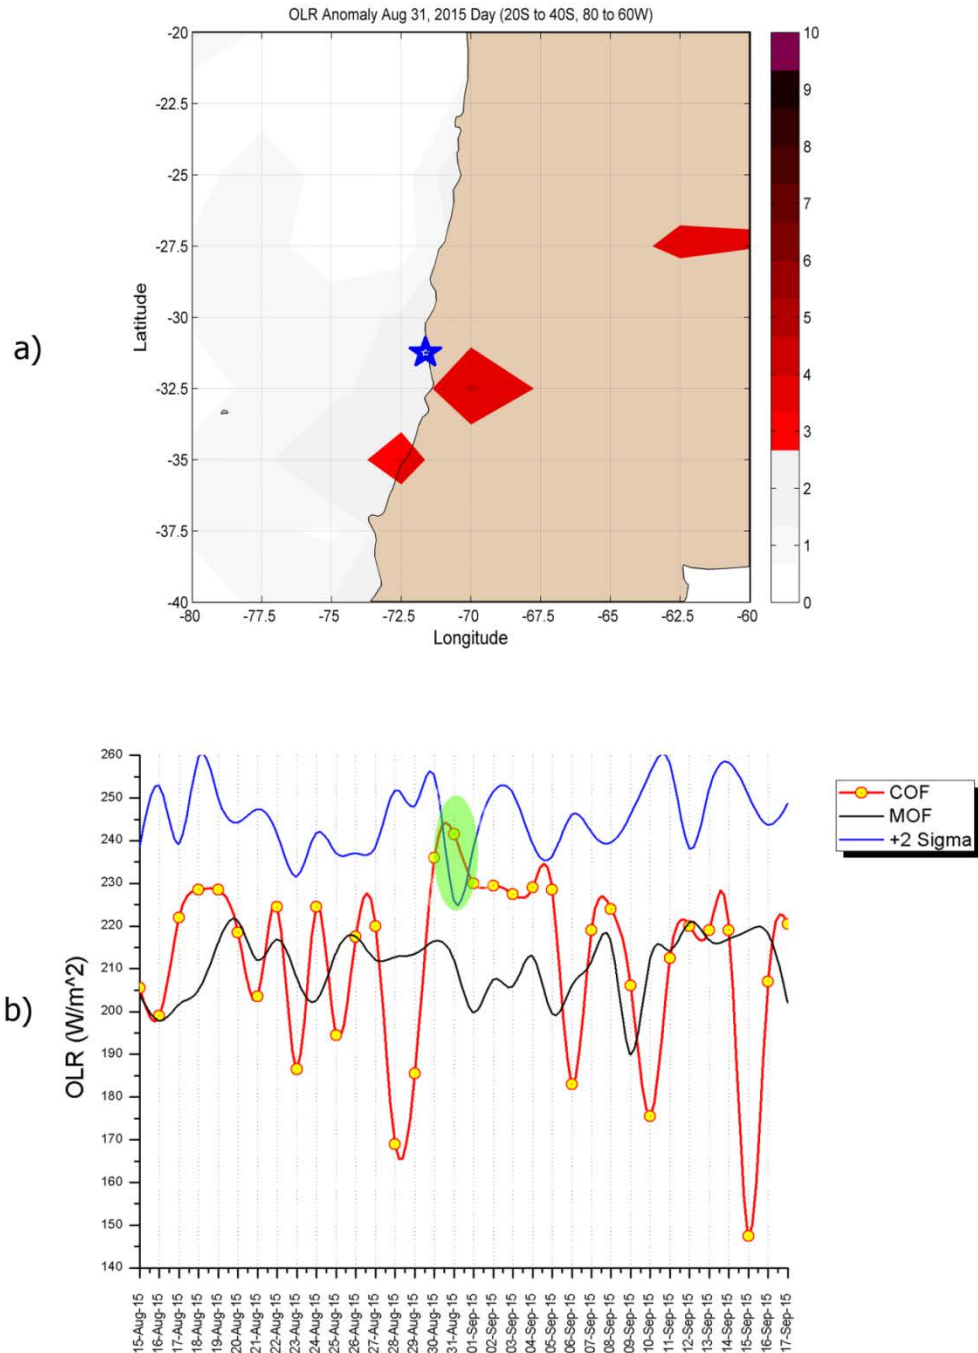 OLR Anomaly Aug 31, 2015 Day (20S to 40S, 80 to 60W)
a)
Latitude
-20
-22.5
-25
-27.5
-30
-32.5
-35
-37.5
-40
-80
-77.5
-75
-72.5
-70
-67.5
-65
-62.5
-60
Longitude
10
9
8
7
6
5
4
3
2
1
0
b)
OLR (W/m^2)
260
250
240
230
220
210
200
190
180
170
160
150
140
COF
MOF
+2 Sigma
15-Aug-15
16-Aug-15
17-Aug-15
18-Aug-15
19-Aug-15
20-Aug-15
21-Aug-15
22-Aug-15
23-Aug-15
24-Aug-15
25-Aug-15
26-Aug-15
27-Aug-15
28-Aug-15
29-Aug-15
30-Aug-15
31-Aug-15
01-Sep-15
02-Sep-15
03-Sep-15
04-Sep-15
05-Sep-15
06-Sep-15
07-Sep-15
08-Sep-15
09-Sep-15
10-Sep-15
11-Sep-15
12-Sep-15
13-Sep-15
14-Sep-15
15-Sep-15
16-Sep-15
17-Sep-15